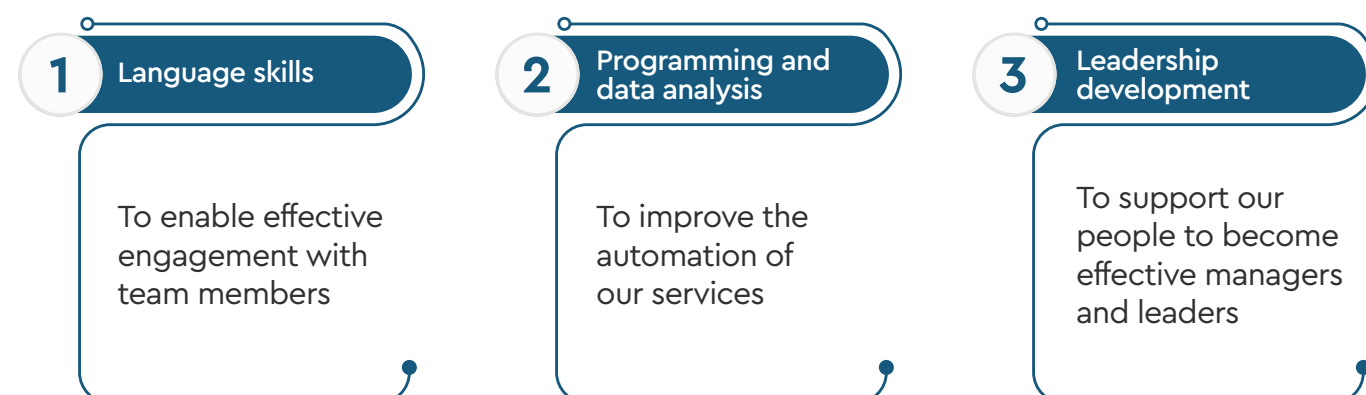 1
Language skills
To enable effective
engagement with
team members
2
Programming and
data analysis
To improve the
automation of
our services
3
Leadership
development
To support our
people to become
effective managers
and leaders